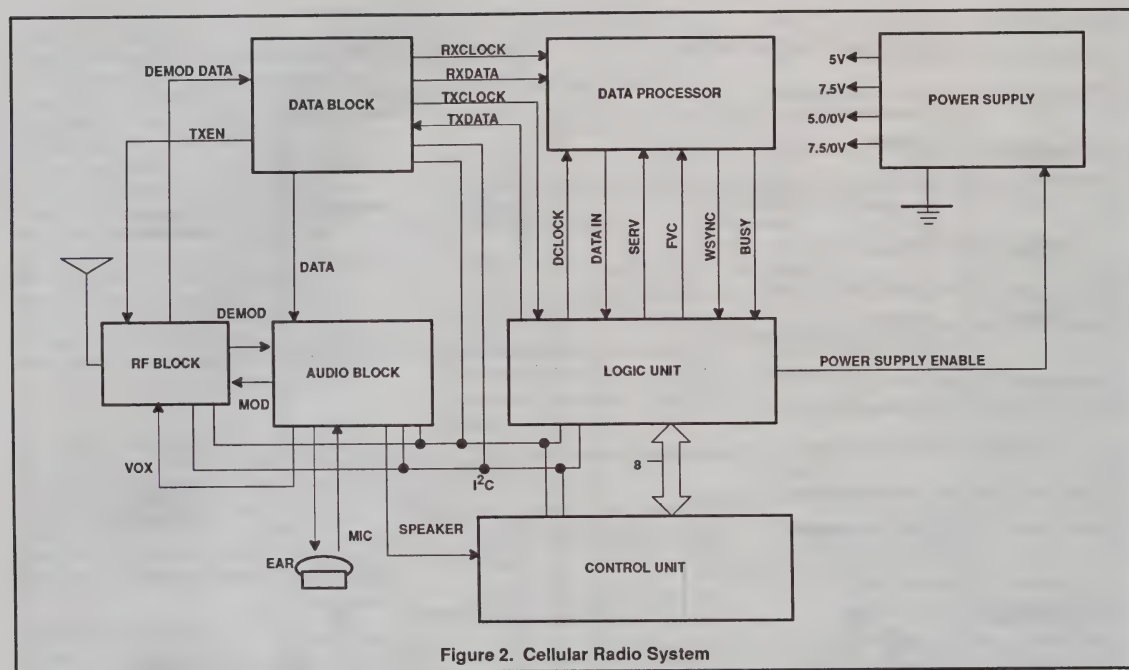 RXCLOCK
5V
DEMOD DATA
RXDATA
DATA BLOCK
DATA PROCESSOR
7.5V
POWER SUPPLY
TXCLOCK
TXEN
TXDATA
5.0/0V
7.5/0V
DCLOCK
DATA IN
SERV
FVC
WSYNC
BUSY
DATA
DEMOD
RF BLOCK
AUDIO BLOCK
LOGIC UNIT
POWER SUPPLY ENABLE
MOD
VOX
8
I²C
SPEAKER
MIC
EAR
CONTROL UNIT
Figure 2. Cellular Radio System